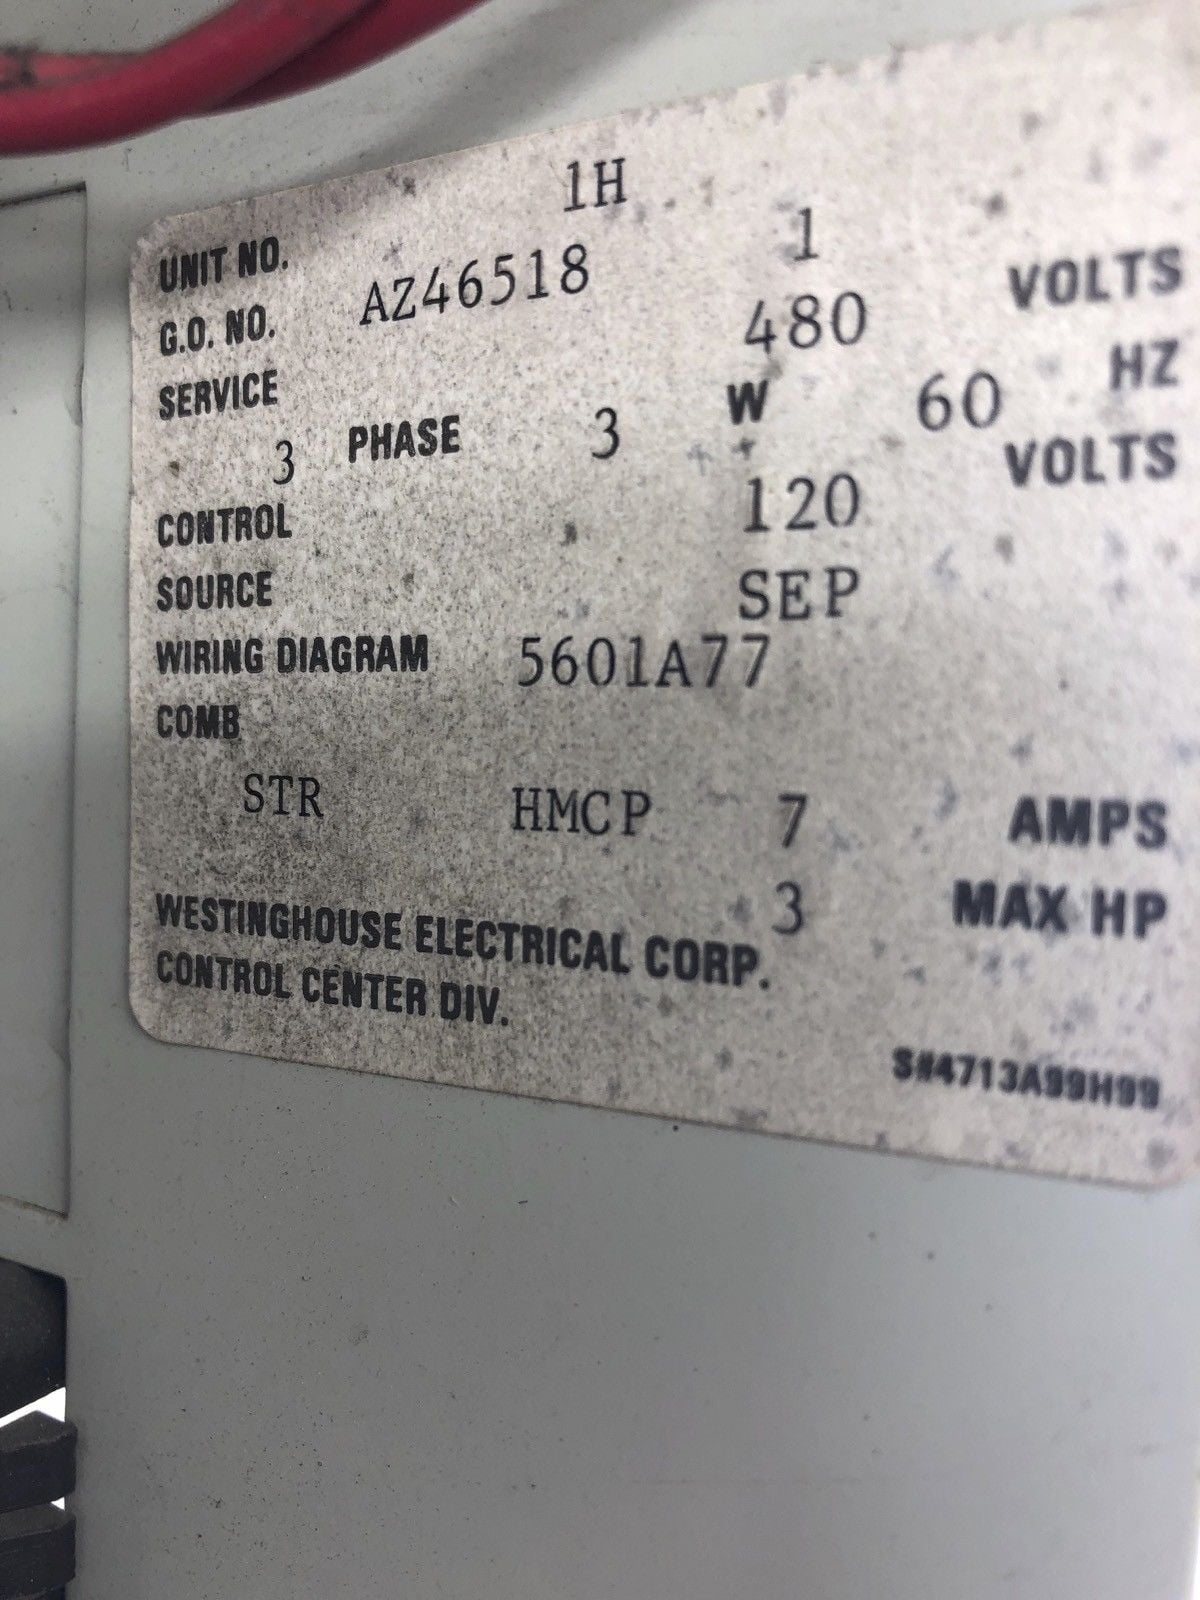 UNIT NO. 1H
G.O. NO. AZ46518 1
SERVICE 480 VOLTS
3 PHASE 3 W 60 HZ
CONTROL 120 VOLTS
SOURCE SEP
WIRING DIAGRAM 5601A77
COMB
STR HMCP 7 AMPS
3 MAX HP
WESTINGHOUSE ELECTRICAL CORP.
CONTROL CENTER DIV.
S#4713A99H99